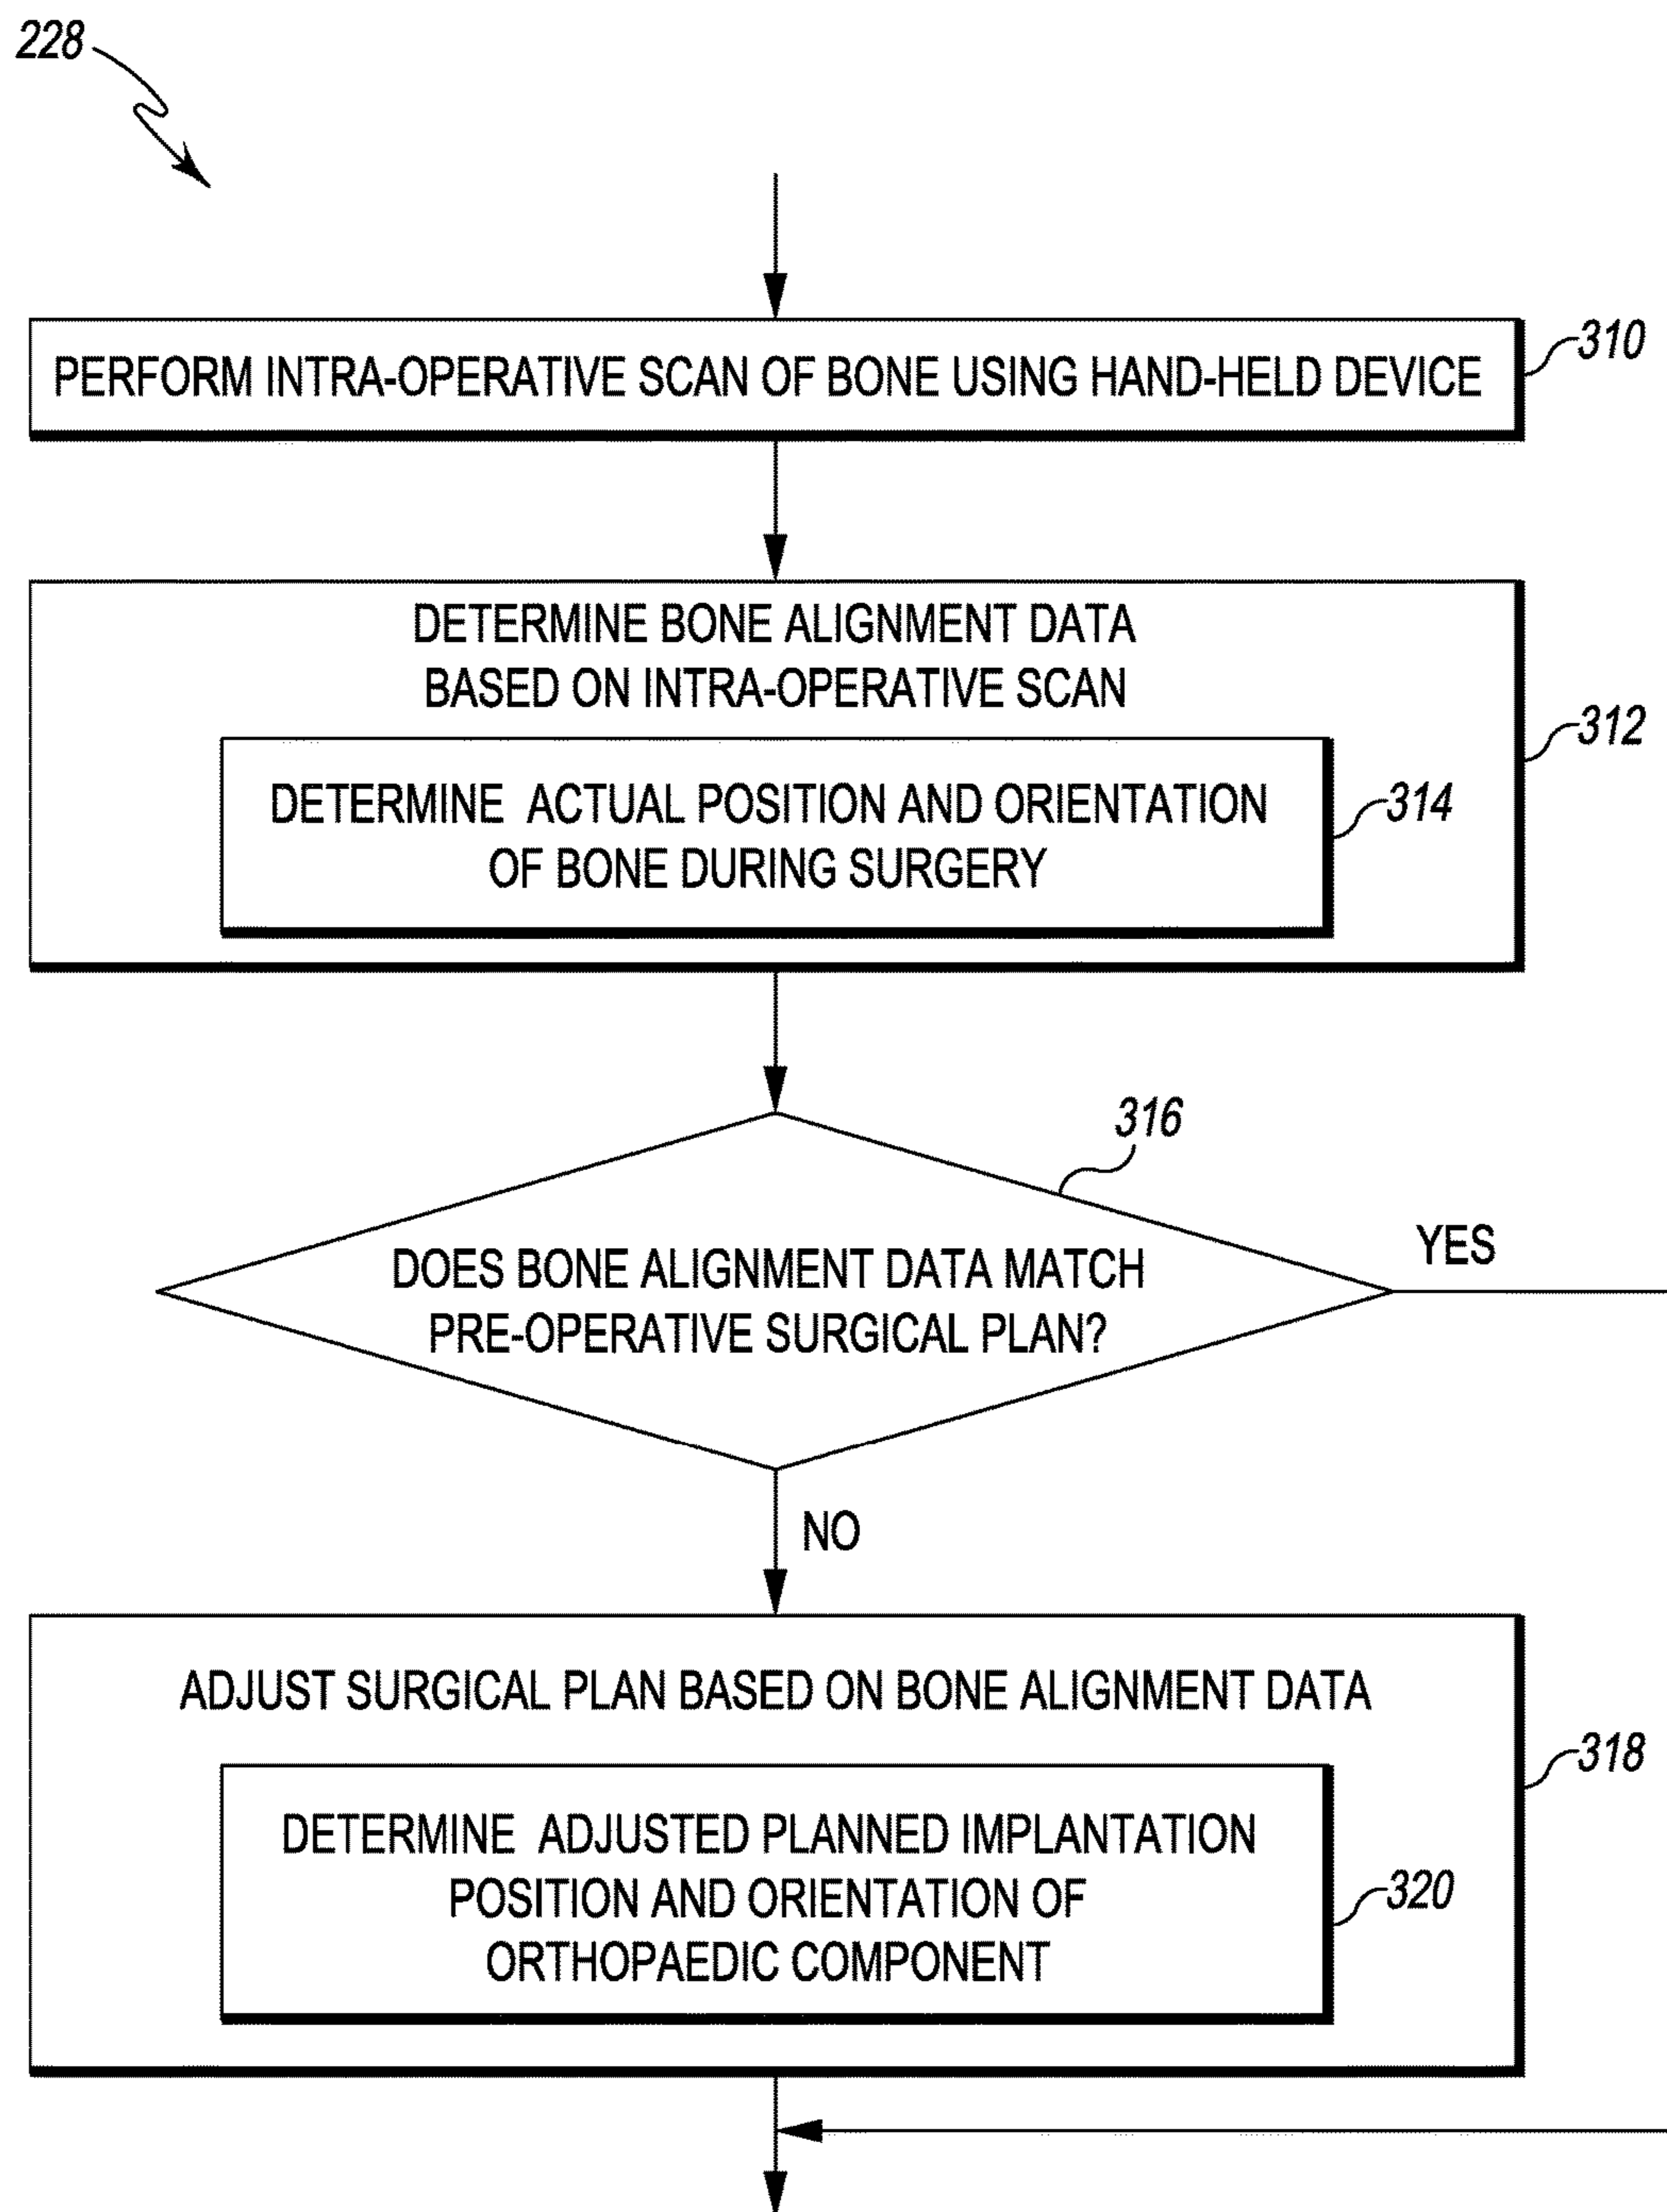 228
PERFORM INTRA-OPERATIVE SCAN OF BONE USING HAND-HELD DEVICE
310
DETERMINE BONE ALIGNMENT DATA
BASED ON INTRA-OPERATIVE SCAN
312
DETERMINE ACTUAL POSITION AND ORIENTATION
OF BONE DURING SURGERY
314
316
DOES BONE ALIGNMENT DATA MATCH
PRE-OPERATIVE SURGICAL PLAN?
YES
NO
ADJUST SURGICAL PLAN BASED ON BONE ALIGNMENT DATA
318
DETERMINE ADJUSTED PLANNED IMPLANTATION
POSITION AND ORIENTATION OF
ORTHOPAEDIC COMPONENT
320